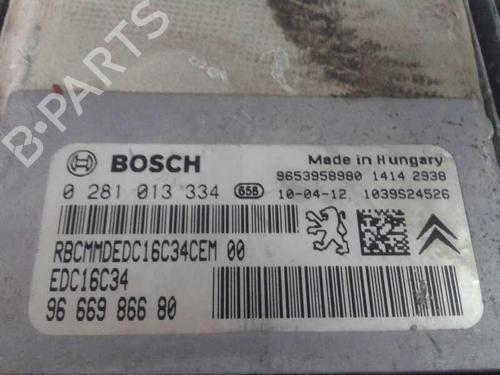 B-PARTS
BOSCH
Made in Hungary
9653958980 1414 2938
0 281 013 334 658 10-04-12 1039S24526
RBCMMDEDC16C34CEM 00
EDC16C34
96 669 866 80